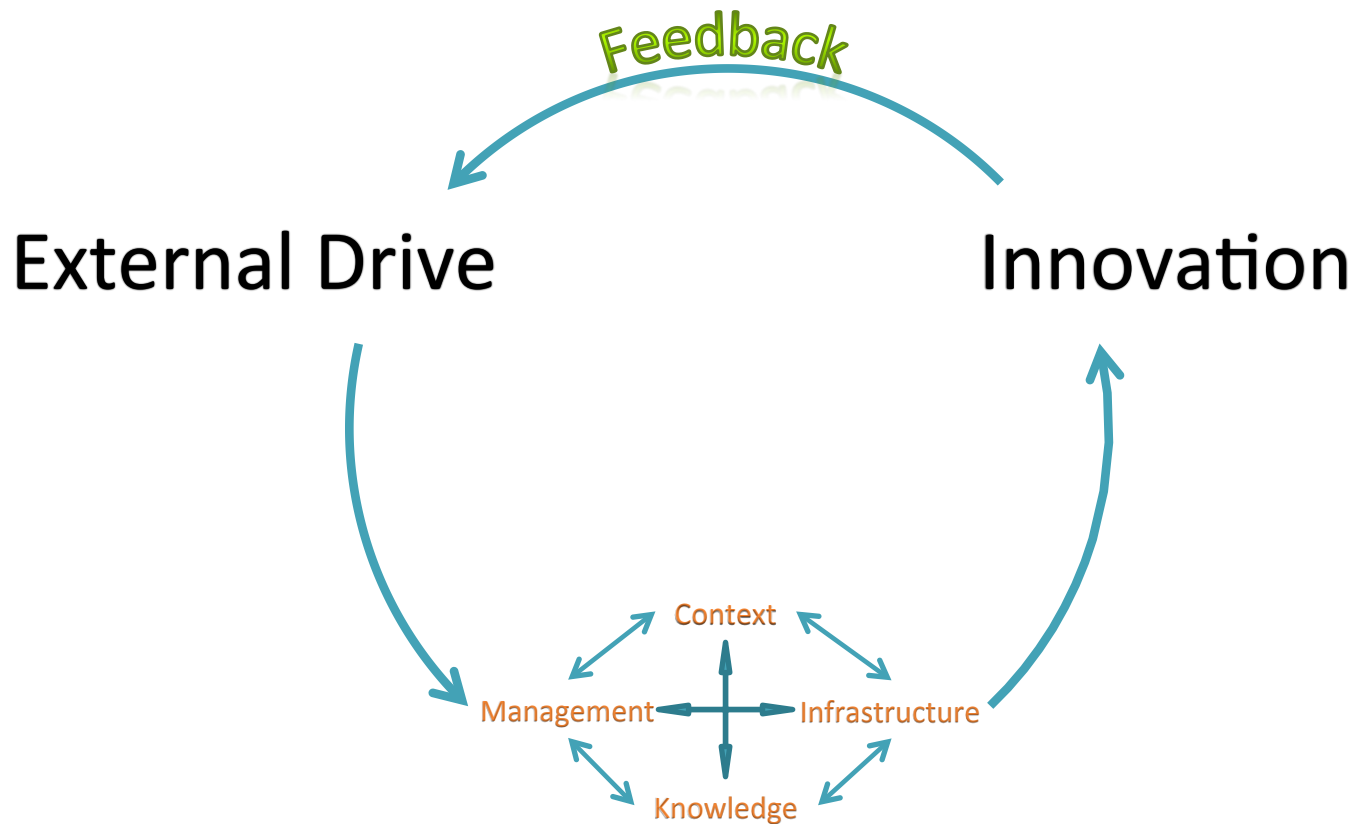 Feedback
External Drive
Innovation
Context
Management
Infrastructure
Knowledge